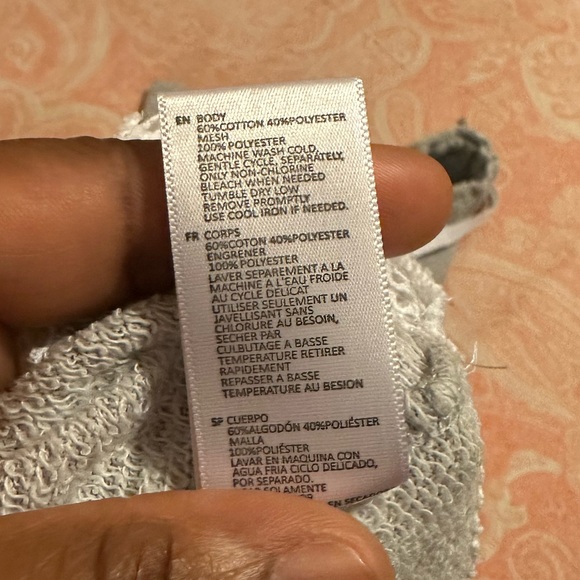 EN BODY
60%COTTON 40%POLYESTER
MESH
100%POLYESTER
MACHINE WASH COLD,
GENTLE CYCLE, SEPARATELY,
ONLY NON-CHLORINE
BLEACH WHEN NEEDED
TUMBLE DRY LOW
REMOVE PROMPTLY
USE COOL IRON IF NEEDED.
FR CORPS
60%COTON 40%POLYESTER
ENGRENER
100% POLYESTER
LAVER SEPAREMENT A LA
MACHINE A L'EAU FROIDE
AU CYCLE DELICAT
UTILISER SEULEMENT UN
JAVELLISANT SANS
CHLORURE AU BESOIN,
SECHER PAR
CULBUTAGE A BASSE
TEMPERATURE RETIRER
RAPIDEMENT
REPASSER A BASSE
TEMPERATURE AU BESION
SP CUERPO
60%ALGODÓN 40%POLIÉSTER
MALLA
100%POLIÉSTER
LAVAR EN MAQUINA CON
AGUA FRIA CICLO DELICADO,
POR SEPARADO.
SOLAMENTE
EN